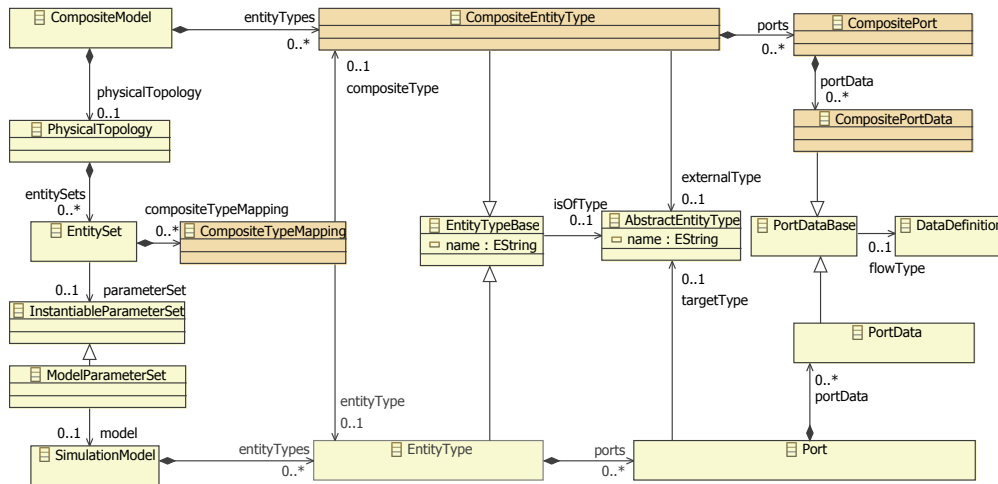 CompositeModel
entityTypes
0..*
CompositeEntityType
ports
0..*
CompositePort
0..1
compositeType
portData
0..*
physicalTopology
0..1
CompositePortData
PhysicalTopology
externalType
0..1
entitySets
0..*
compositeTypeMapping
0..*
isOfType
0..1
EntitySet
CompositeTypeMapping
EntityTypeBase
name : EString
AbstractEntityType
name : EString
PortDataBase
0..1
flowType
DataDefinition
0..1
parameterSet
0..1
targetType
InstantiableParameterSet
PortData
ModelParameterSet
0..*
portData
entityType
0..1
0..1
model
SimulationModel
entityTypes
0..*
EntityType
ports
0..*
Port